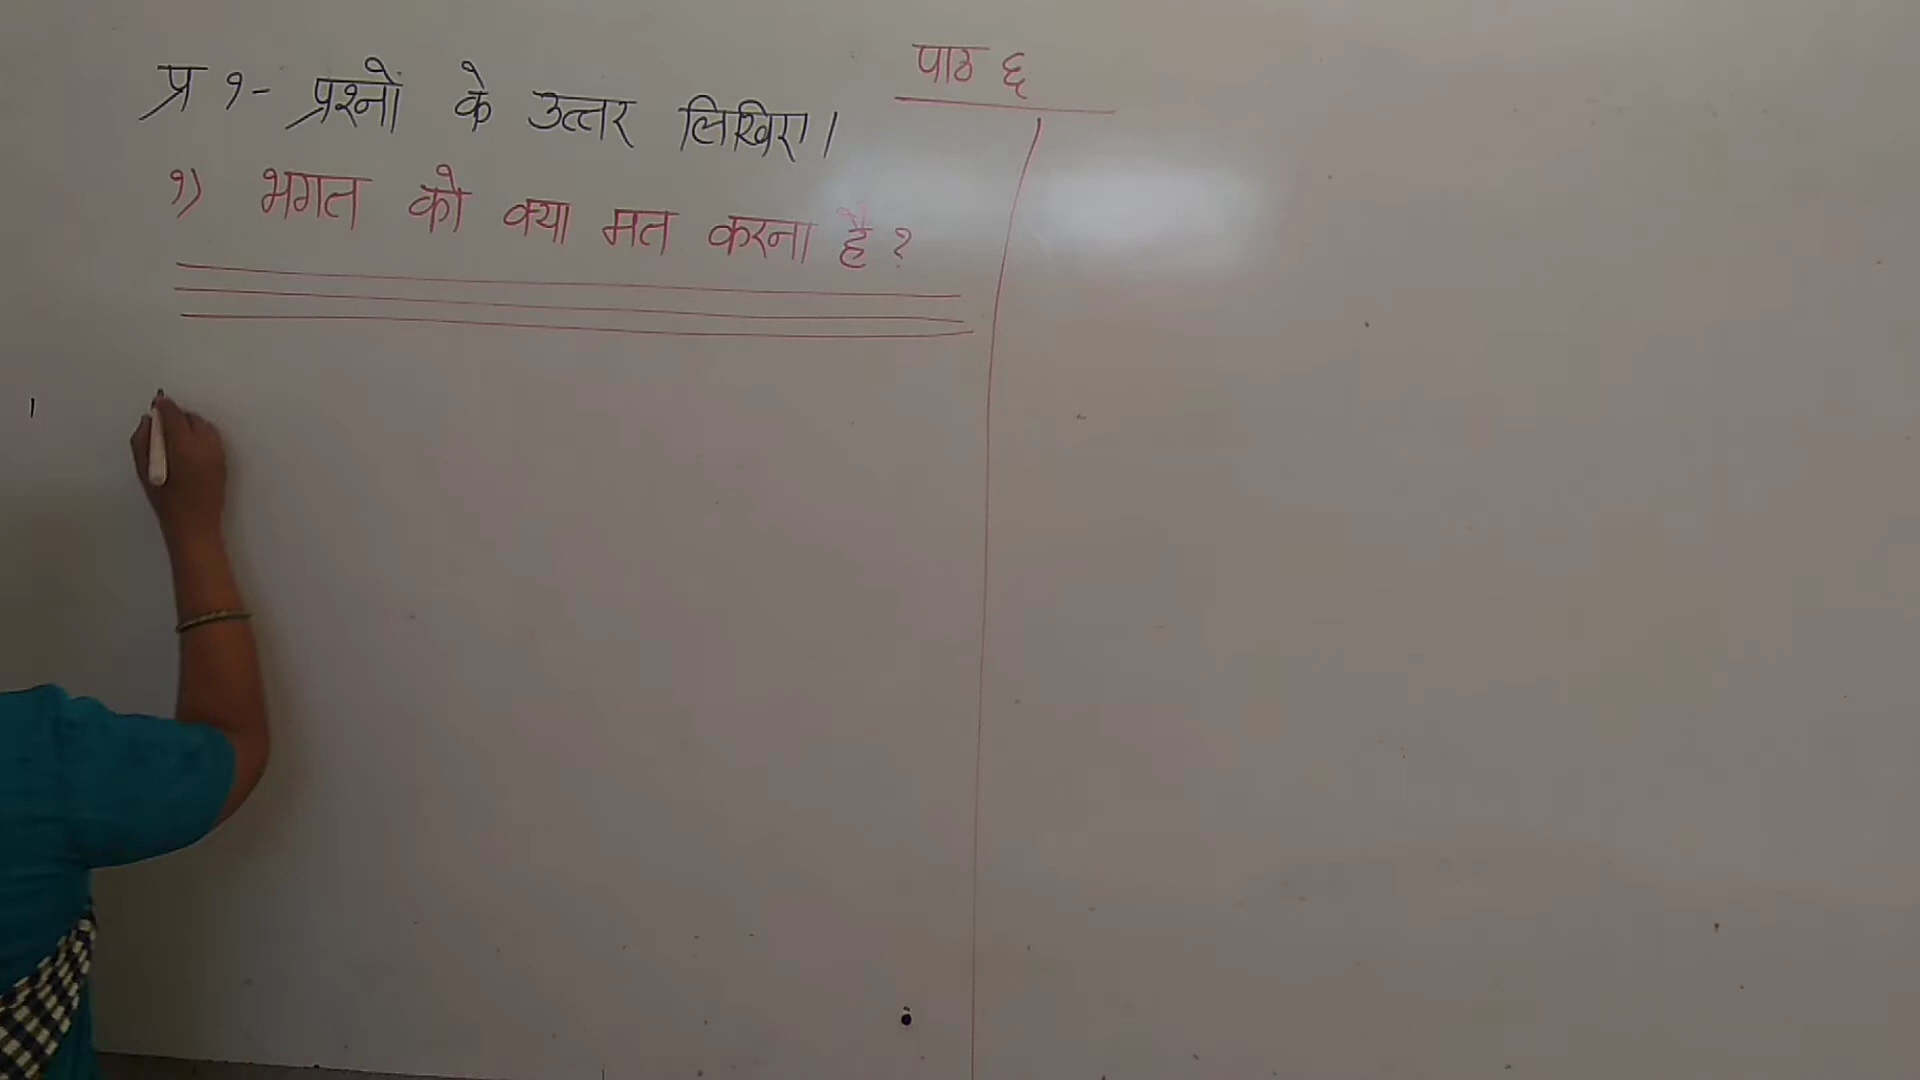 पाठ ६
प्र १- प्रश्नों के उत्तर लिखिए।
१) भगत को क्या मत करना है?